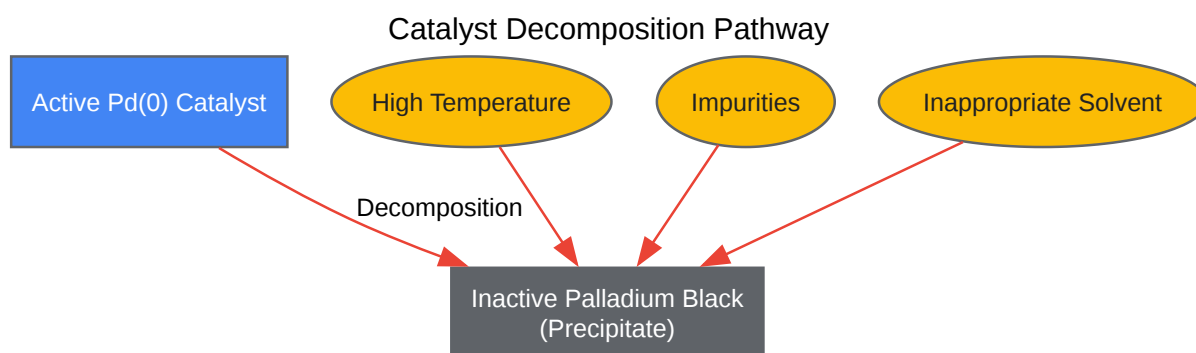 Catalyst Decomposition Pathway
Active Pd(0) Catalyst
High Temperature
Impurities
Inappropriate Solvent
Decomposition
Inactive Palladium Black
(Precipitate)